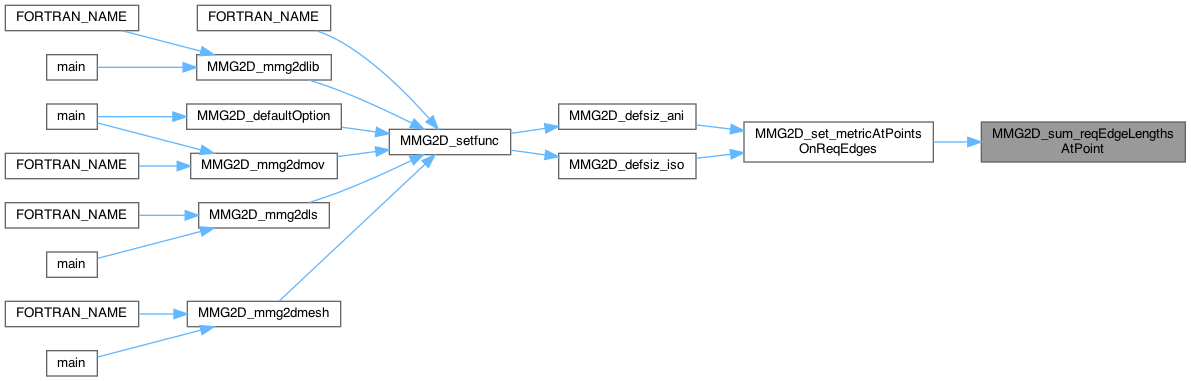 FORTRAN_NAME
FORTRAN_NAME
main
MMG2D_mmg2dlib
main
MMG2D_defaultOption
FORTRAN_NAME
MMG2D_mmg2dmov
MMG2D_setfunc
MMG2D_defsiz_ani
MMG2D_defsiz_iso
MMG2D_set_metricAtPoints
OnReqEdges
MMG2D_sum_reqEdgeLengths
AtPoint
FORTRAN_NAME
MMG2D_mmg2dls
main
FORTRAN_NAME
MMG2D_mmg2dmesh
main